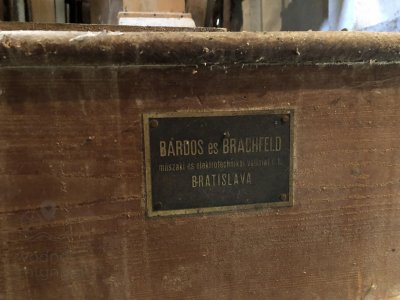 BÁRDOS és BRACHFELD
műszaki és elektrotechnikai vállalat r. t.
BRATISLAVA